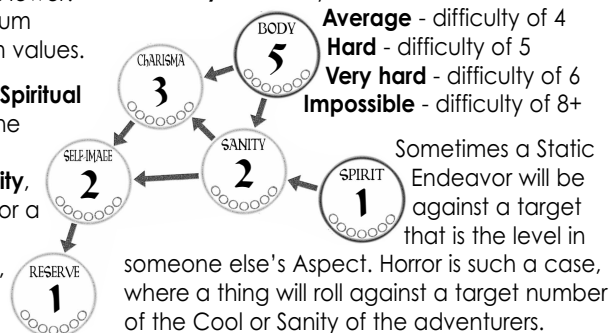 um
n values.
Spiritual
ne
ity,
or a
,
BODY
5
CHARISMA
3
SANITY
2
SELF-IMAGE
2
SPIRIT
1
RESERVE
1
Average - difficulty of 4
Hard - difficulty of 5
Very hard - difficulty of 6
Impossible - difficulty of 8+
Sometimes a Static
Endeavor will be
against a target
that is the level in
someone else's Aspect. Horror is such a case,
where a thing will roll against a target number
of the Cool or Sanity of the adventurers.